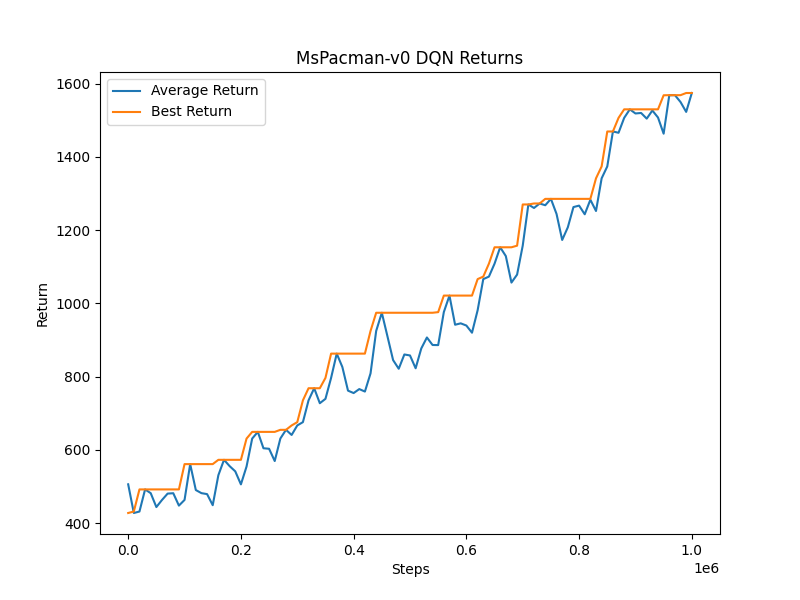 MsPacman-v0 DQN Returns
Average Return
Best Return
1600
1400
1200
1000
800
600
400
Return
0.0 0.2 0.4 0.6 0.8 1.0
1e6
Steps